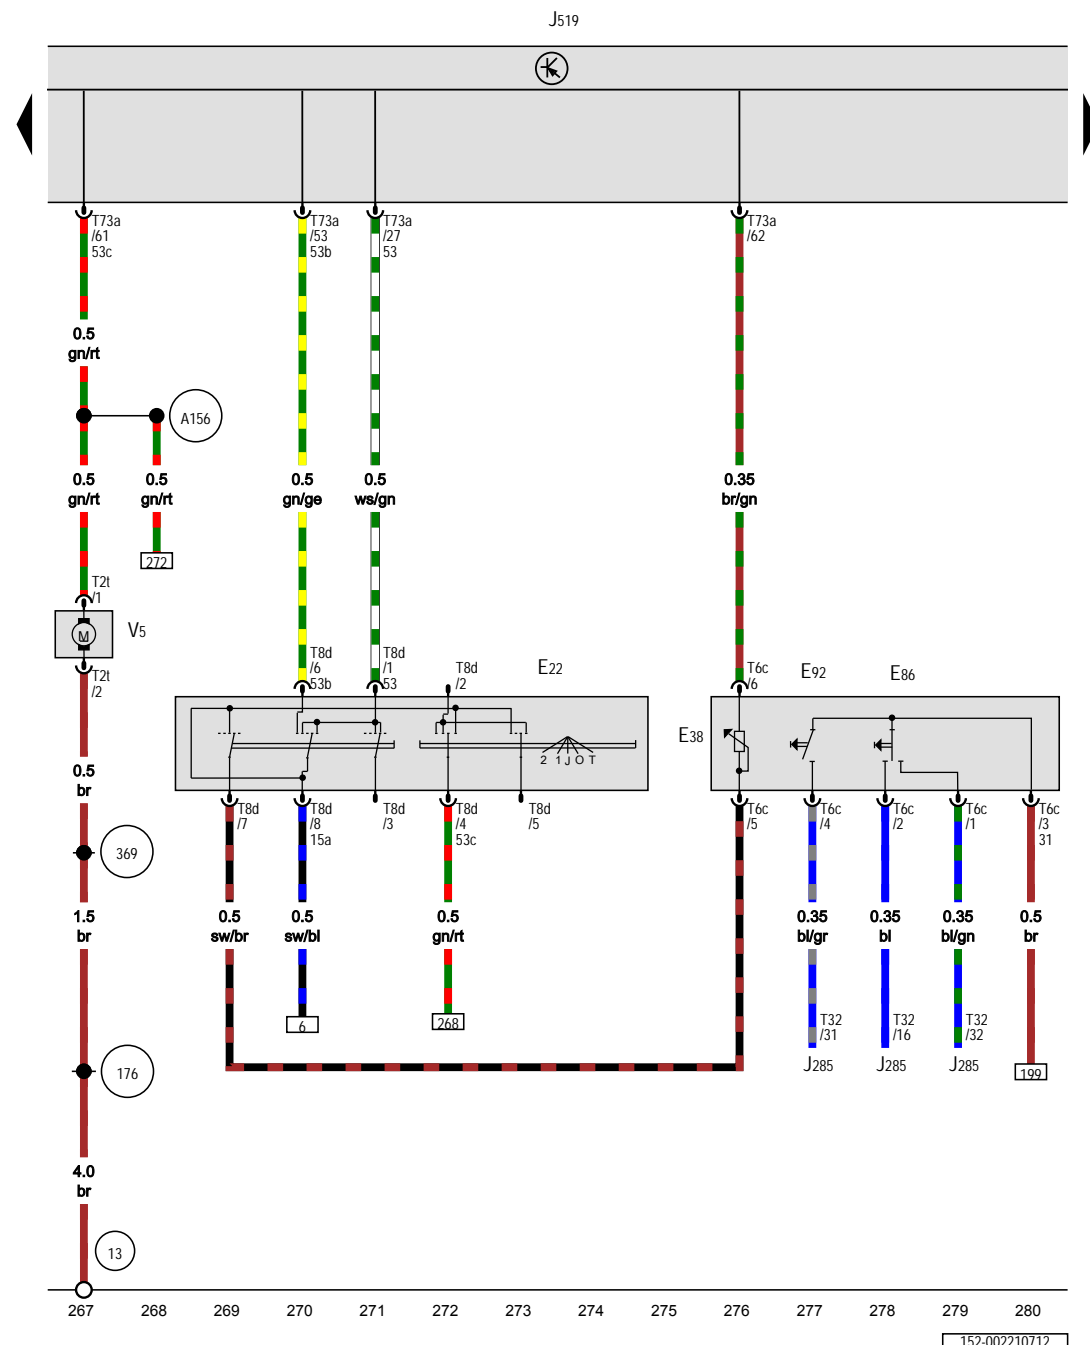 J519
T73a
/61
53c
T73a
/53
53b
T73a
/27
53
T73a
/62
0.5
gn/rt
A156
0.5
gn/rt
0.5
gn/rt
0.5
gn/ge
0.5
ws/gn
0.35
br/gn
272
T2t
/1
M
V5
T2t
/2
T8d
/6
53b
T8d
/1
53
T8d
/2
E22
T6c
/6
E92
E86
E38
2 1 J O T
0.5
br
T8d
/7
T8d
/8
15a
T8d
/3
T8d
/4
53c
T8d
/5
T6c
/5
T6c
/4
T6c
/2
T6c
/1
T6c
/3
31
369
1.5
br
0.5
sw/br
0.5
sw/bl
0.5
gn/rt
0.35
bl/gr
0.35
bl
0.35
bl/gn
0.5
br
6
268
T32
/31
T32
/16
T32
/32
J285
J285
J285
199
176
4.0
br
13
267 268 269 270 271 272 273 274 275 276 277 278 279 280
152-002210712